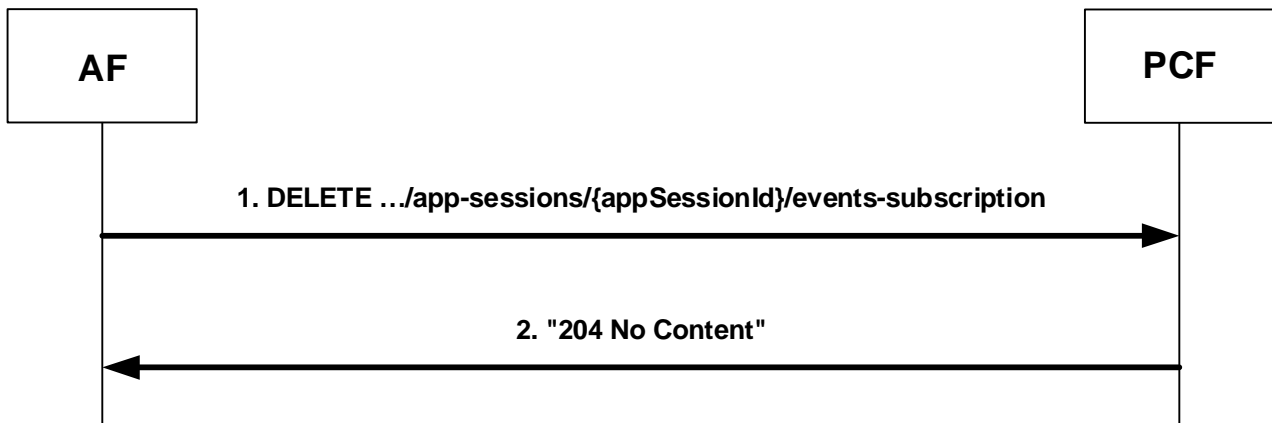 AF
PCF
1. DELETE …/app-sessions/{appSessionId}/events-subscription
2. "204 No Content"